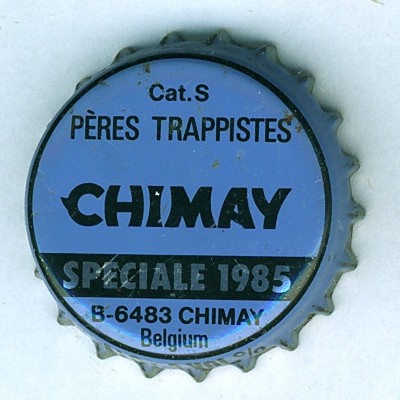 Cat.S
PÈRES TRAPPISTES
CHIMAY
SPECIALE 1985
B-6483 CHIMAY
Belgium